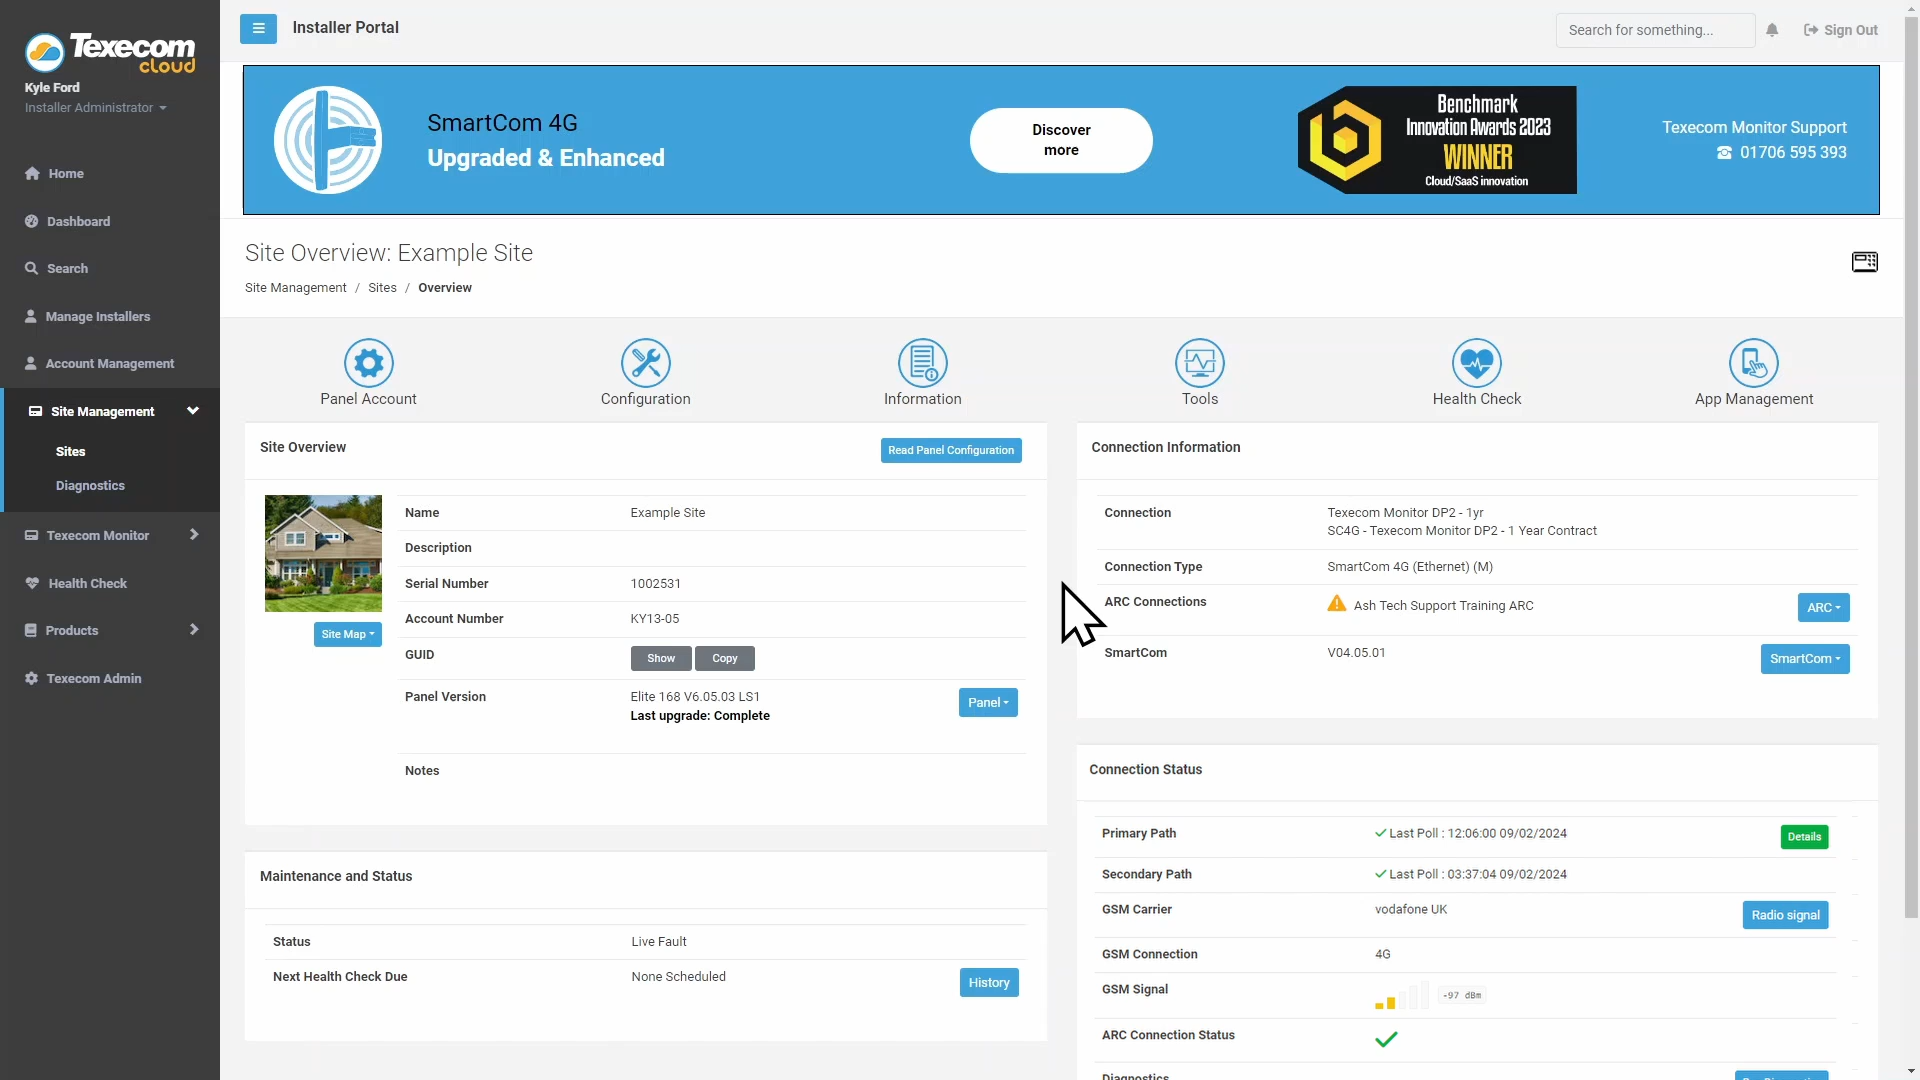 Texecom
cloud
Kyle Ford
Installer Administrator
Home
Dashboard
Search
Manage Installers
Account Management
Site Management
Sites
Diagnostics
Texecom Monitor
Health Check
Products
Texecom Admin
Installer Portal
Search for something...
Sign Out
SmartCom 4G
Upgraded & Enhanced
Discover
more
Benchmark
Innovation Awards 2023
WINNER
Cloud/SaaS innovation
Texecom Monitor Support
01706 595 393
Site Overview: Example Site
Site Management / Sites / Overview
Panel Account
Configuration
Information
Tools
Health Check
App Management
Site Overview
Read Panel Configuration
Site Map
Name Example Site
Description
Serial Number 1002531
Account Number KY13-05
GUID Show Copy
Panel Version Elite 168 V6.05.03 LS1
Last upgrade: Complete
Panel
Notes
Maintenance and Status
Status Live Fault
Next Health Check Due None Scheduled
History
Connection Information
Connection Texecom Monitor DP2 - 1yr
SC4G - Texecom Monitor DP2 - 1 Year Contract
Connection Type SmartCom 4G (Ethernet) (M)
ARC Connections Ash Tech Support Training ARC
ARC
SmartCom V04.05.01
SmartCom
Connection Status
Primary Path Last Poll : 12:06:00 09/02/2024
Details
Secondary Path Last Poll : 03:37:04 09/02/2024
GSM Carrier vodafone UK
Radio signal
GSM Connection 4G
GSM Signal -97 dBm
ARC Connection Status
Diagnostics